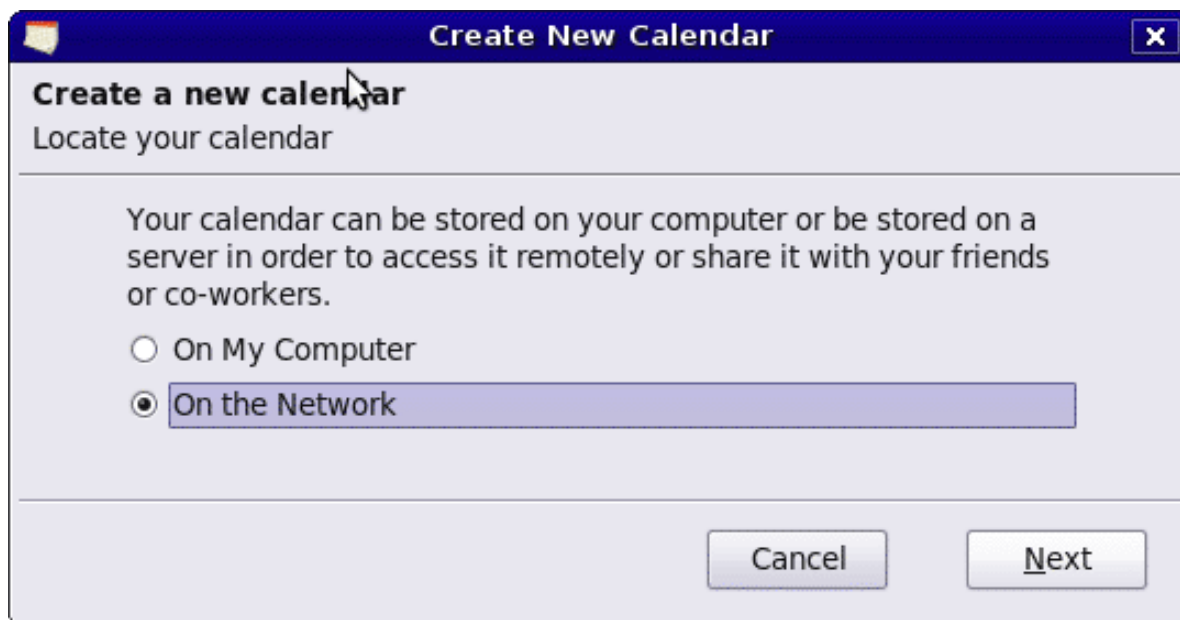 Create New Calendar
Create a new calendar
Locate your calendar
Your calendar can be stored on your computer or be stored on a
server in order to access it remotely or share it with your friends
or co-workers.
On My Computer
On the Network
Cancel
Next